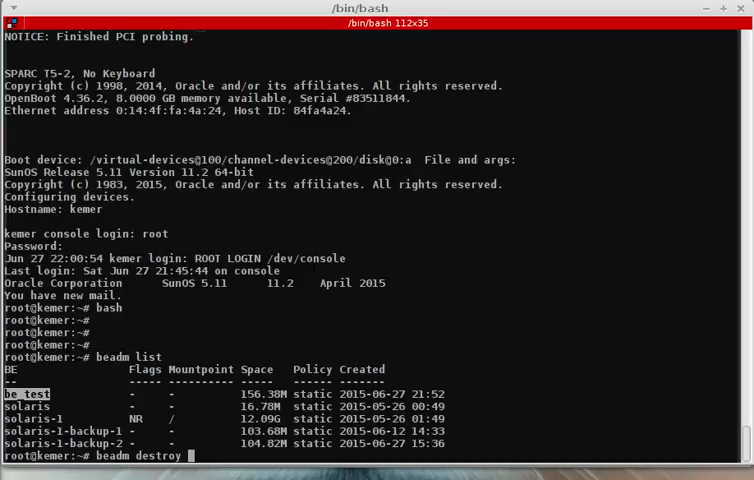 /bin/bash
/bin/bash 112x35
NOTICE: Finished PCI probing.
SPARC T5-2, No Keyboard
Copyright (c) 1998, 2014, Oracle and/or its affiliates. All rights reserved.
OpenBoot 4.36.2, 8.0000 GB memory available, Serial #83511844.
Ethernet address 0:14:4f:fa:4a:24, Host ID: 84fa4a24.
Boot device: /virtual-devices@100/channel-devices@200/disk@0:a  File and args:
SunOS Release 5.11 Version 11.2 64-bit
Copyright (c) 1983, 2015, Oracle and/or its affiliates. All rights reserved.
Configuring devices.
Hostname: kemer
kemer console login: root
Password:
Jun 27 22:00:54 kemer login: ROOT LOGIN /dev/console
Last login: Sat Jun 27 21:45:44 on console
Oracle Corporation      SunOS 5.11      11.2    April 2015
You have new mail.
root@kemer:~# bash
root@kemer:~#
root@kemer:~#
root@kemer:~#
root@kemer:~# beadm list
BE                 Flags Mountpoint Space   Policy Created
--                 ----- ---------- -----   ------ -------
be_test            -     -          156.38M static 2015-06-27 21:52
solaris            -     -          16.78M  static 2015-05-26 00:49
solaris-1          NR    /          12.09G  static 2015-05-26 01:49
solaris-1-backup-1 -     -          103.68M static 2015-06-12 14:33
solaris-1-backup-2 -     -          104.82M static 2015-06-27 15:36
root@kemer:~# beadm destroy